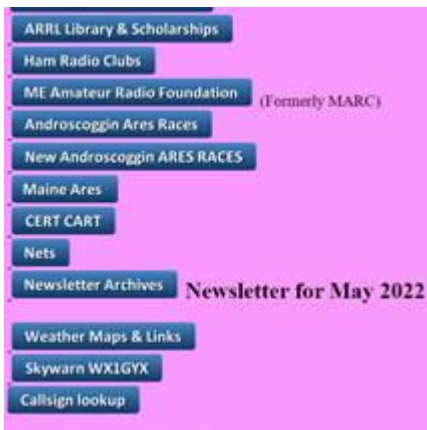 ARRL Library & Scholarships
Ham Radio Clubs
ME Amateur Radio Foundation (Formerly MARC)
Androscoggin Ares Races
New Androscoggin ARES RACES
Maine Ares
CERT CART
Nets
Newsletter Archives Newsletter for May 2022
Weather Maps & Links
Skywarn WX1GYX
Callsign lookup